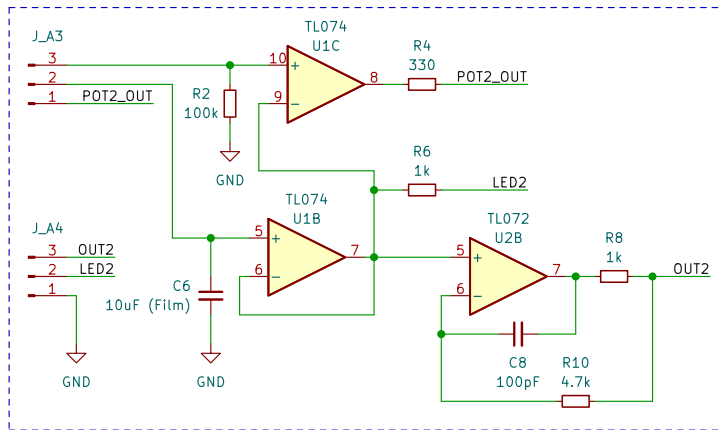 J_A3
3
2
1
POT2_OUT
R2
100k
GND
TL074
U1C
10
+
9
−
8
R4
330
POT2_OUT
R6
1k
LED2
J_A4
3
2
1
OUT2
LED2
GND
TL074
U1B
5
+
6
−
7
C6
10uF (Film)
GND
TL072
U2B
5
+
6
−
7
R8
1k
OUT2
C8
100pF
R10
4.7k